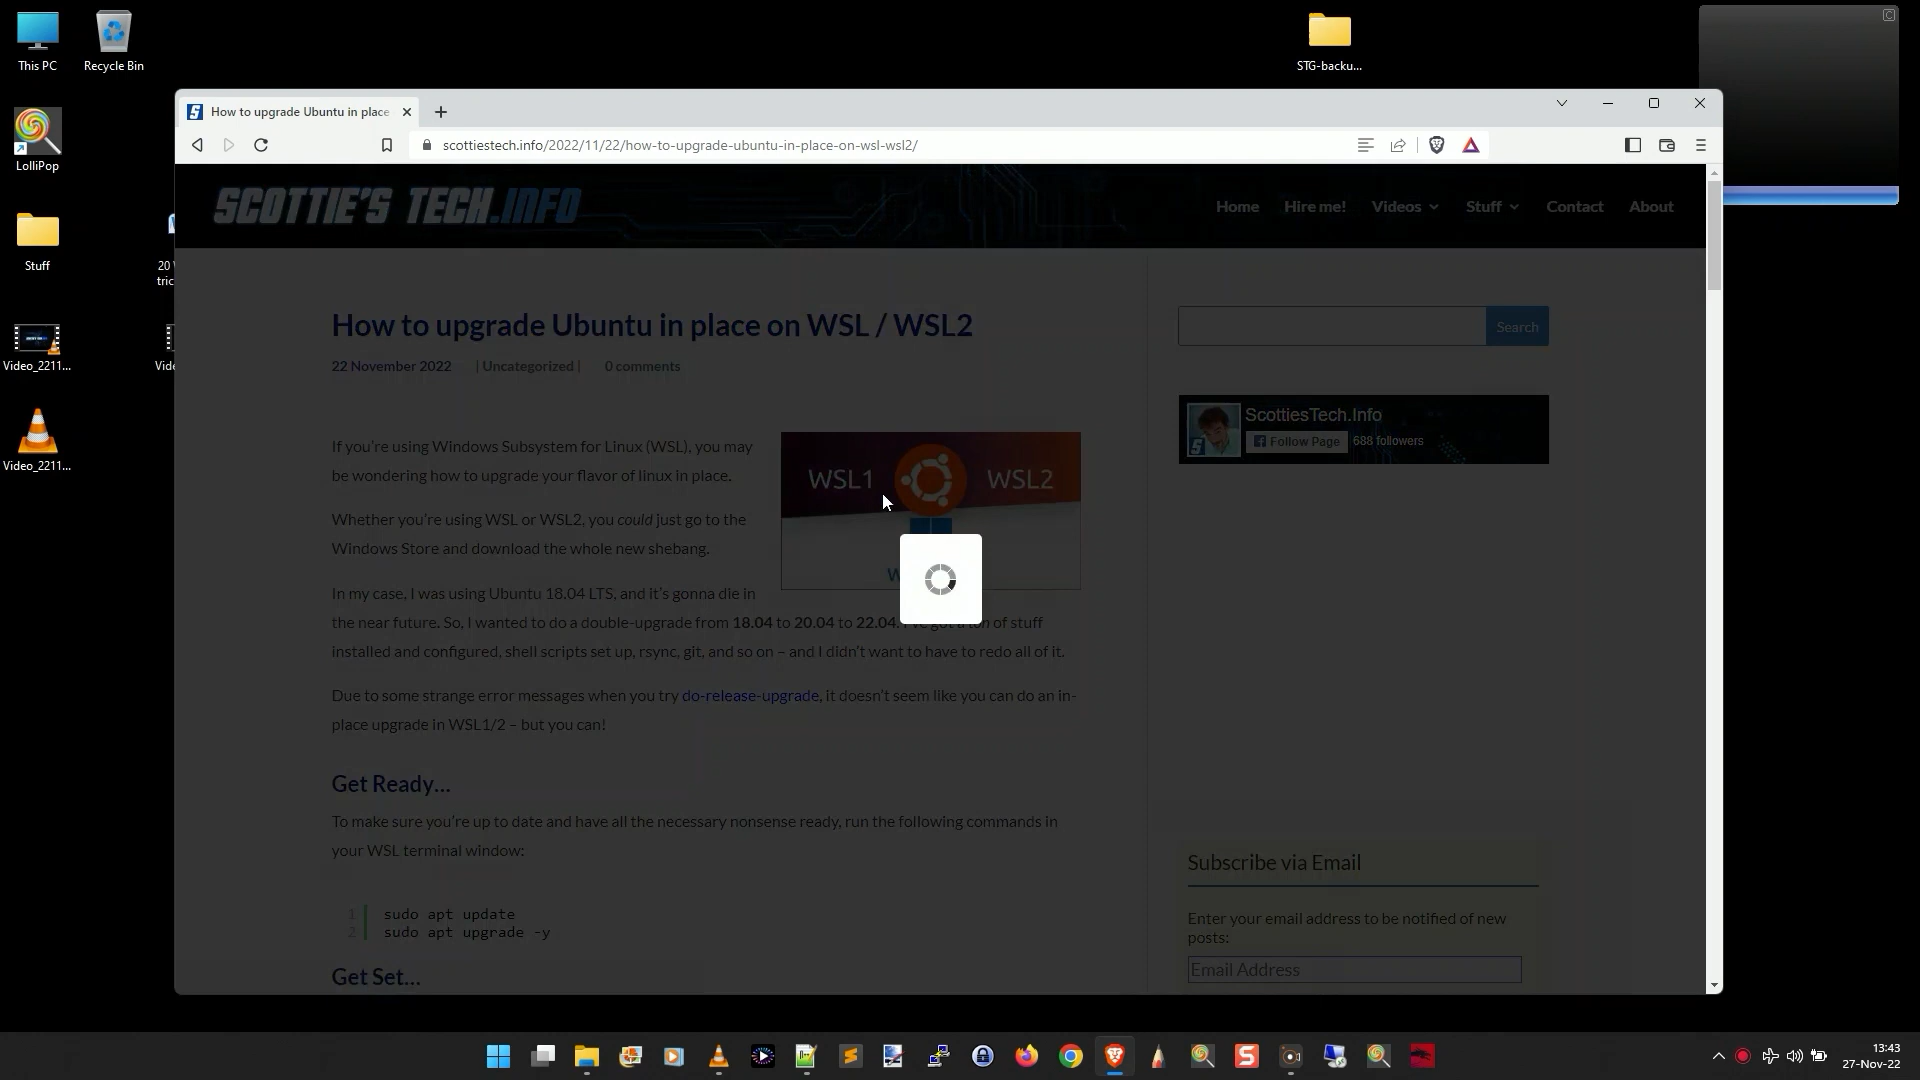 This PC
Recycle Bin
STG-backu...
LolliPop
Stuff
20
tric
Video_2211...
Vide
Video_2211...
How to upgrade Ubuntu in place
scottiestech.info/2022/11/22/how-to-upgrade-ubuntu-in-place-on-wsl-wsl2/
SCOTTIE'S TECH.INFO
Home
Hire me!
Videos
Stuff
Contact
About
How to upgrade Ubuntu in place on WSL / WSL2
22 November 2022 | Uncategorized | 0 comments
If you're using Windows Subsystem for Linux (WSL), you may
be wondering how to upgrade your flavor of linux in place.
WSL1 WSL2
Whether you're using WSL or WSL2, you could just go to the
Windows Store and download the whole new shebang.
In my case, I was using Ubuntu 18.04 LTS, and it's gonna die in
the near future. So, I wanted to do a double-upgrade from 18.04 to 20.04 to 22.04. I've got a ton of stuff
installed and configured, shell scripts set up, rsync, git, and so on – and I didn't want to have to redo all of it.
Due to some strange error messages when you try do-release-upgrade, it doesn't seem like you can do an in-
place upgrade in WSL1/2 – but you can!
Get Ready...
To make sure you're up to date and have all the necessary nonsense ready, run the following commands in
your WSL terminal window:
1 sudo apt update
2 sudo apt upgrade -y
Get Set...
Search
ScottiesTech.Info
Follow Page 688 followers
Subscribe via Email
Enter your email address to be notified of new
posts:
Email Address
13:43
27-Nov-22